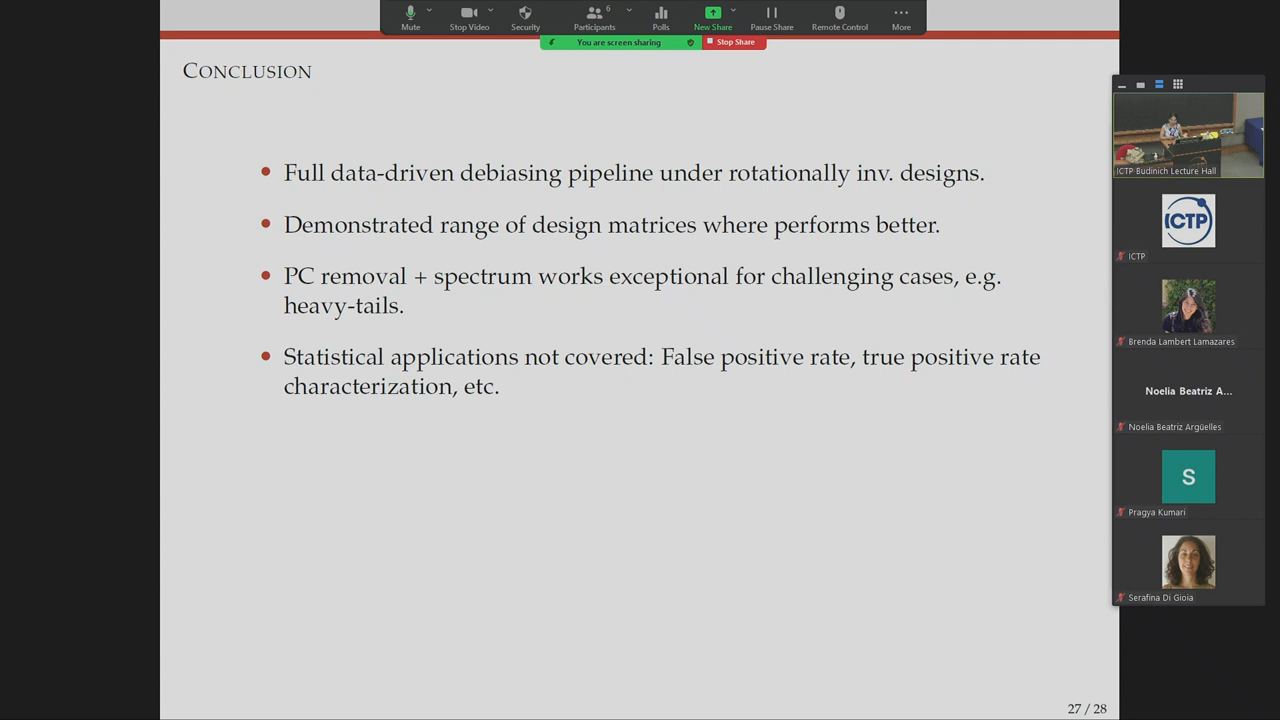 Mute
Stop Video
Security
Participants
6
Polls
New Share
Pause Share
Remote Control
More
You are screen sharing
Stop Share
CONCLUSION
Full data-driven debiasing pipeline under rotationally inv. designs.
Demonstrated range of design matrices where performs better.
PC removal + spectrum works exceptional for challenging cases, e.g.
heavy-tails.
Statistical applications not covered: False positive rate, true positive rate
characterization, etc.
27 / 28
ICTP Budinich Lecture Hall
ICTP
ICTP
Brenda Lambert Lamazares
Noelia Beatriz A...
Noelia Beatriz Argüelles
S
Pragya Kumari
Serafina Di Gioia